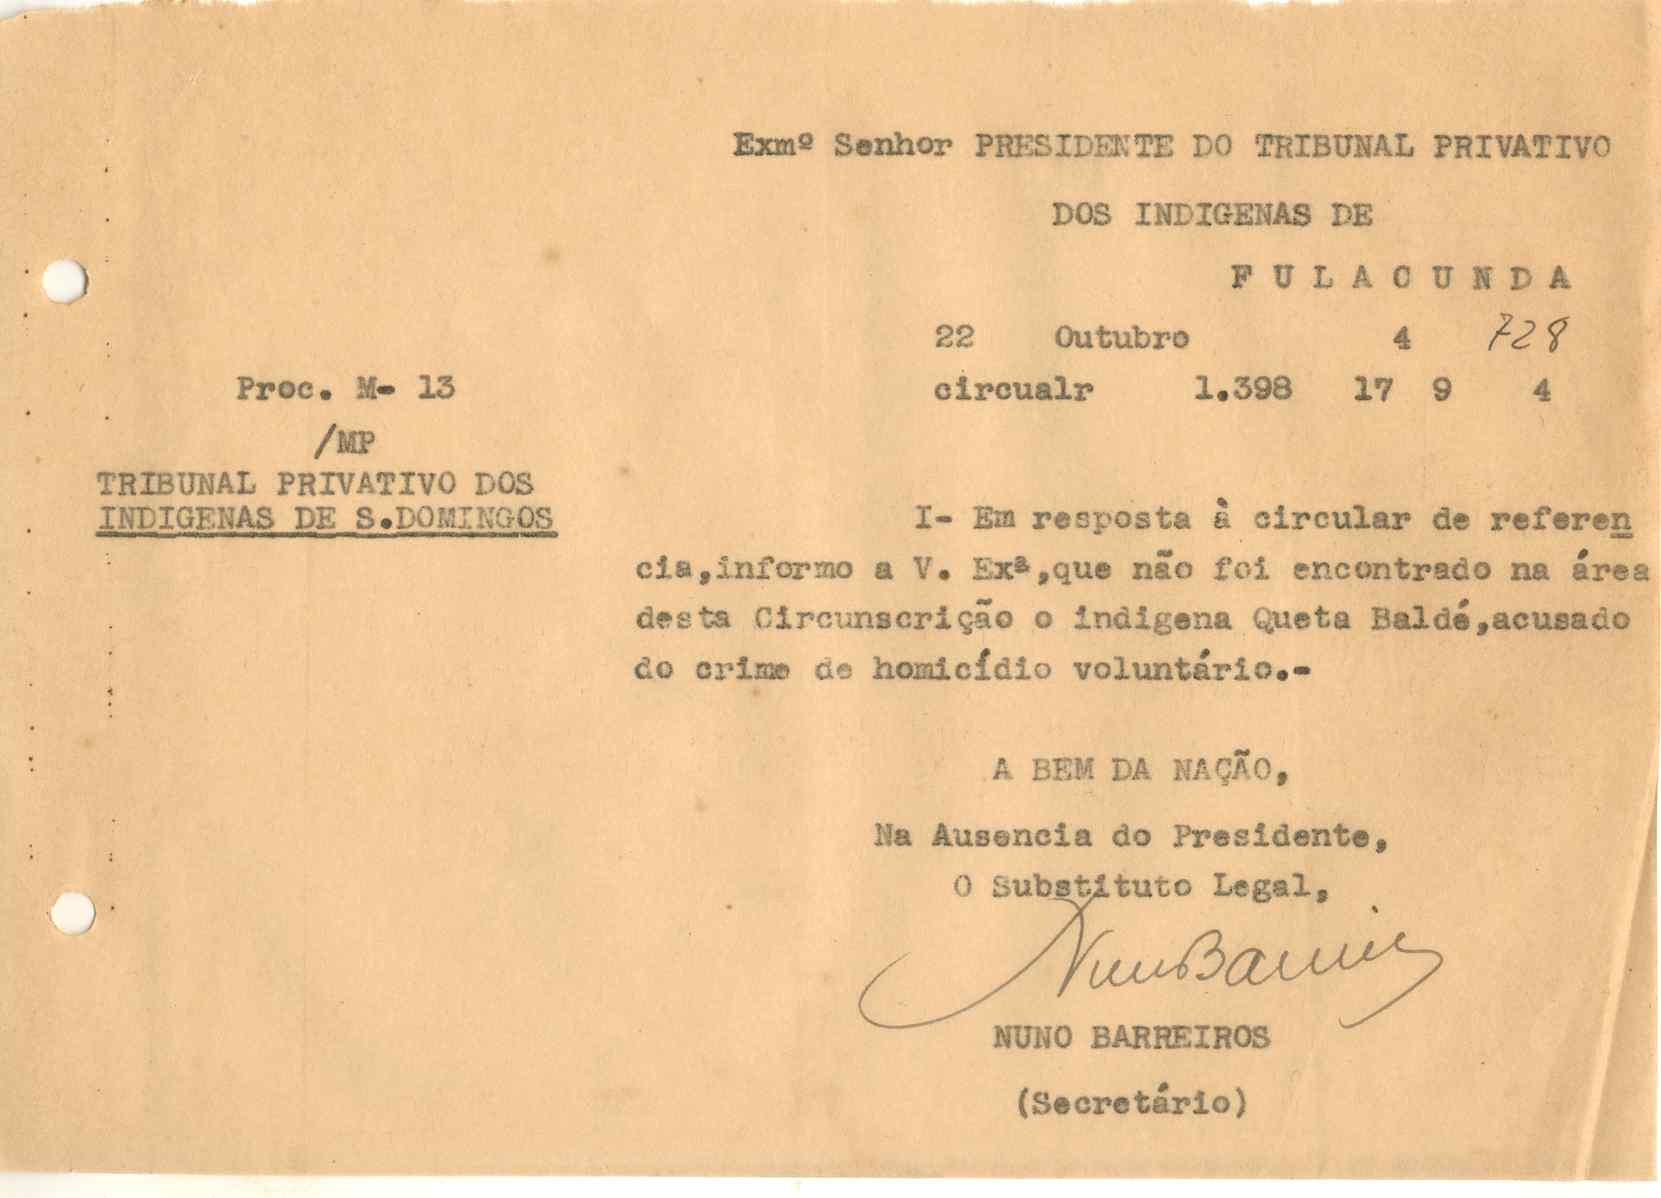 Exmº Senhor PRESIDENTE DO TRIBUNAL PRIVATIVO
DOS INDIGENAS DE
F U L A C U N D A
22 Outubro 4 728
circualr 1.398 17 9 4
Proc. M- 13
/MP
TRIBUNAL PRIVATIVO DOS
INDIGENAS DE S.DOMINGOS
I- Em resposta à circular de referen
cia,informo a V. Exª,que não foi encontrado na área
desta Circunscrição o indigena Queta Baldé,acusado
do crime de homicídio voluntário.-
A BEM DA NAÇÃO,
Na Ausencia do Presidente,
O Substituto Legal,
Nuno Barreiros
NUNO BARREIROS
(Secretário)